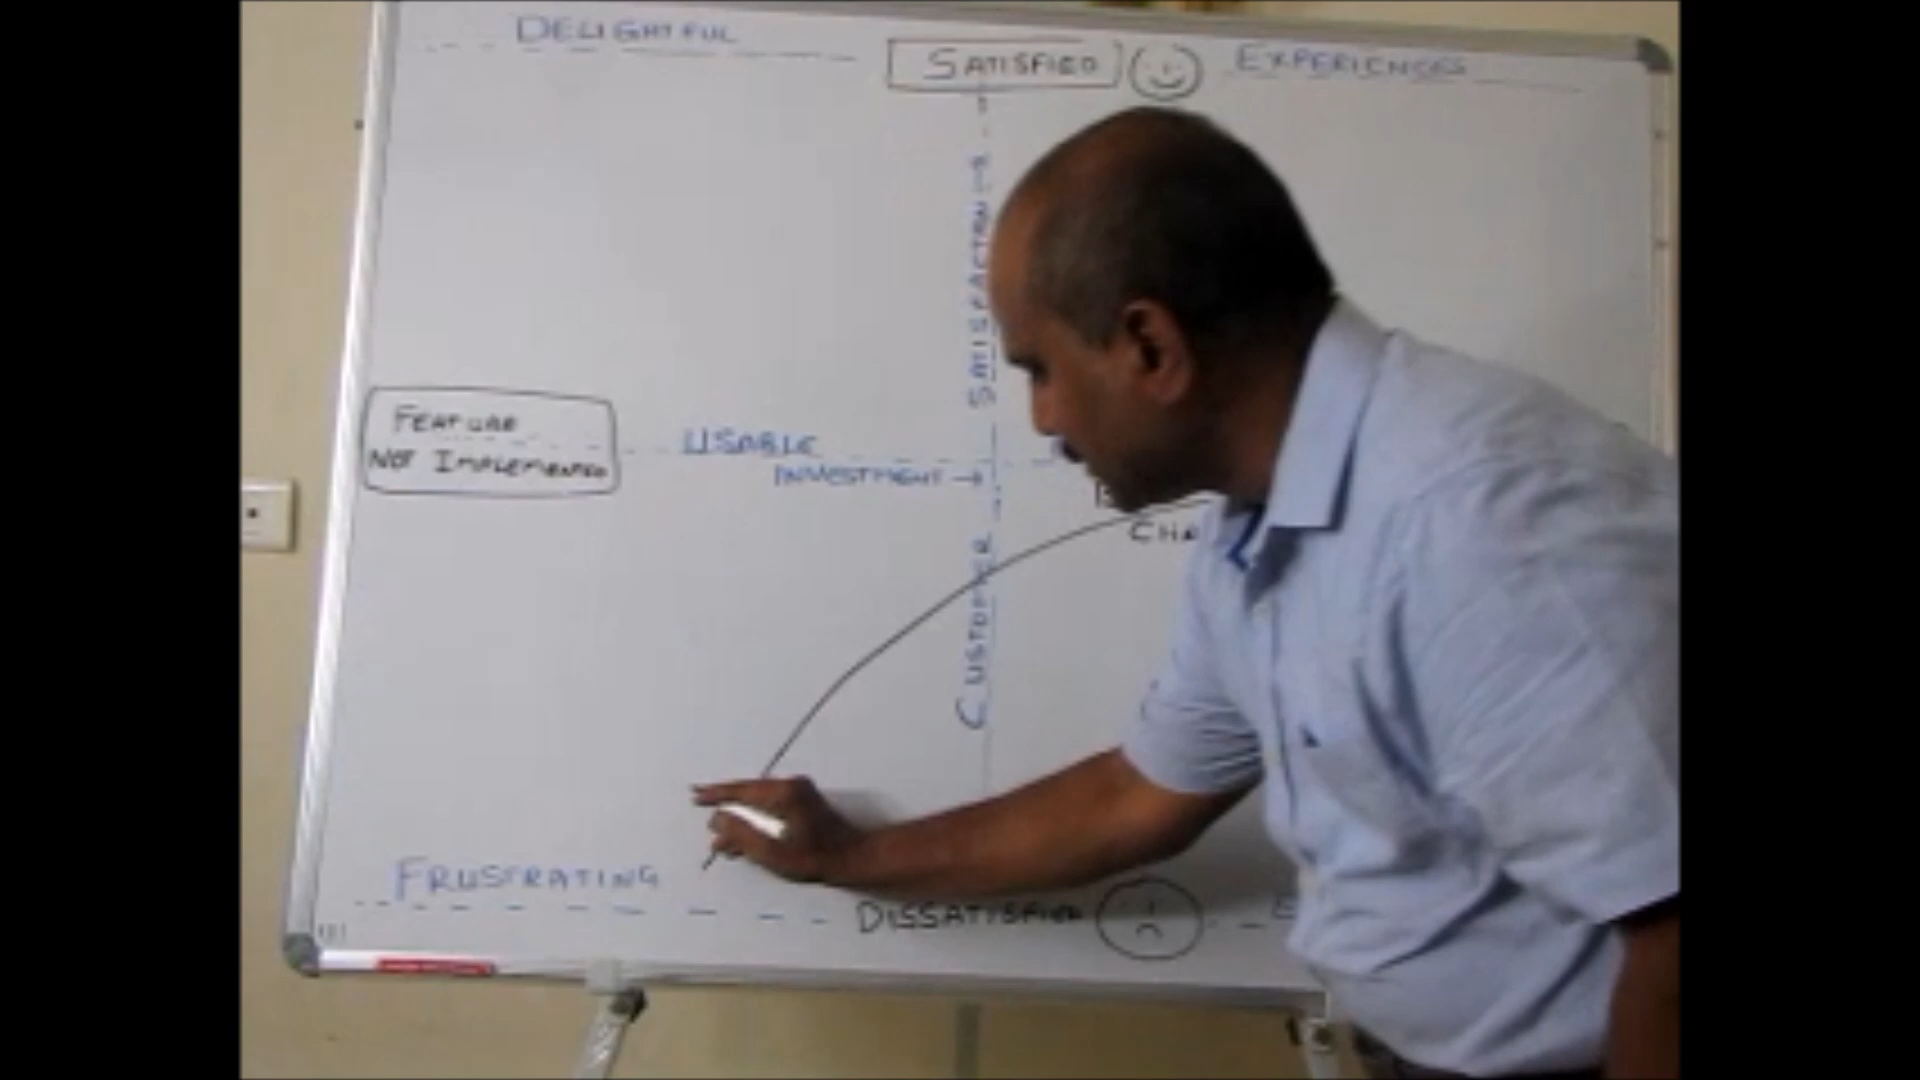 DELIGHTFUL
SATISFIED
EXPERIENCES
FEATURE
NOT IMPLEMENTED
USABLE
INVESTMENT →
CUSTOMER SATISFACTION
FRUSTRATING
DISSATISFIED